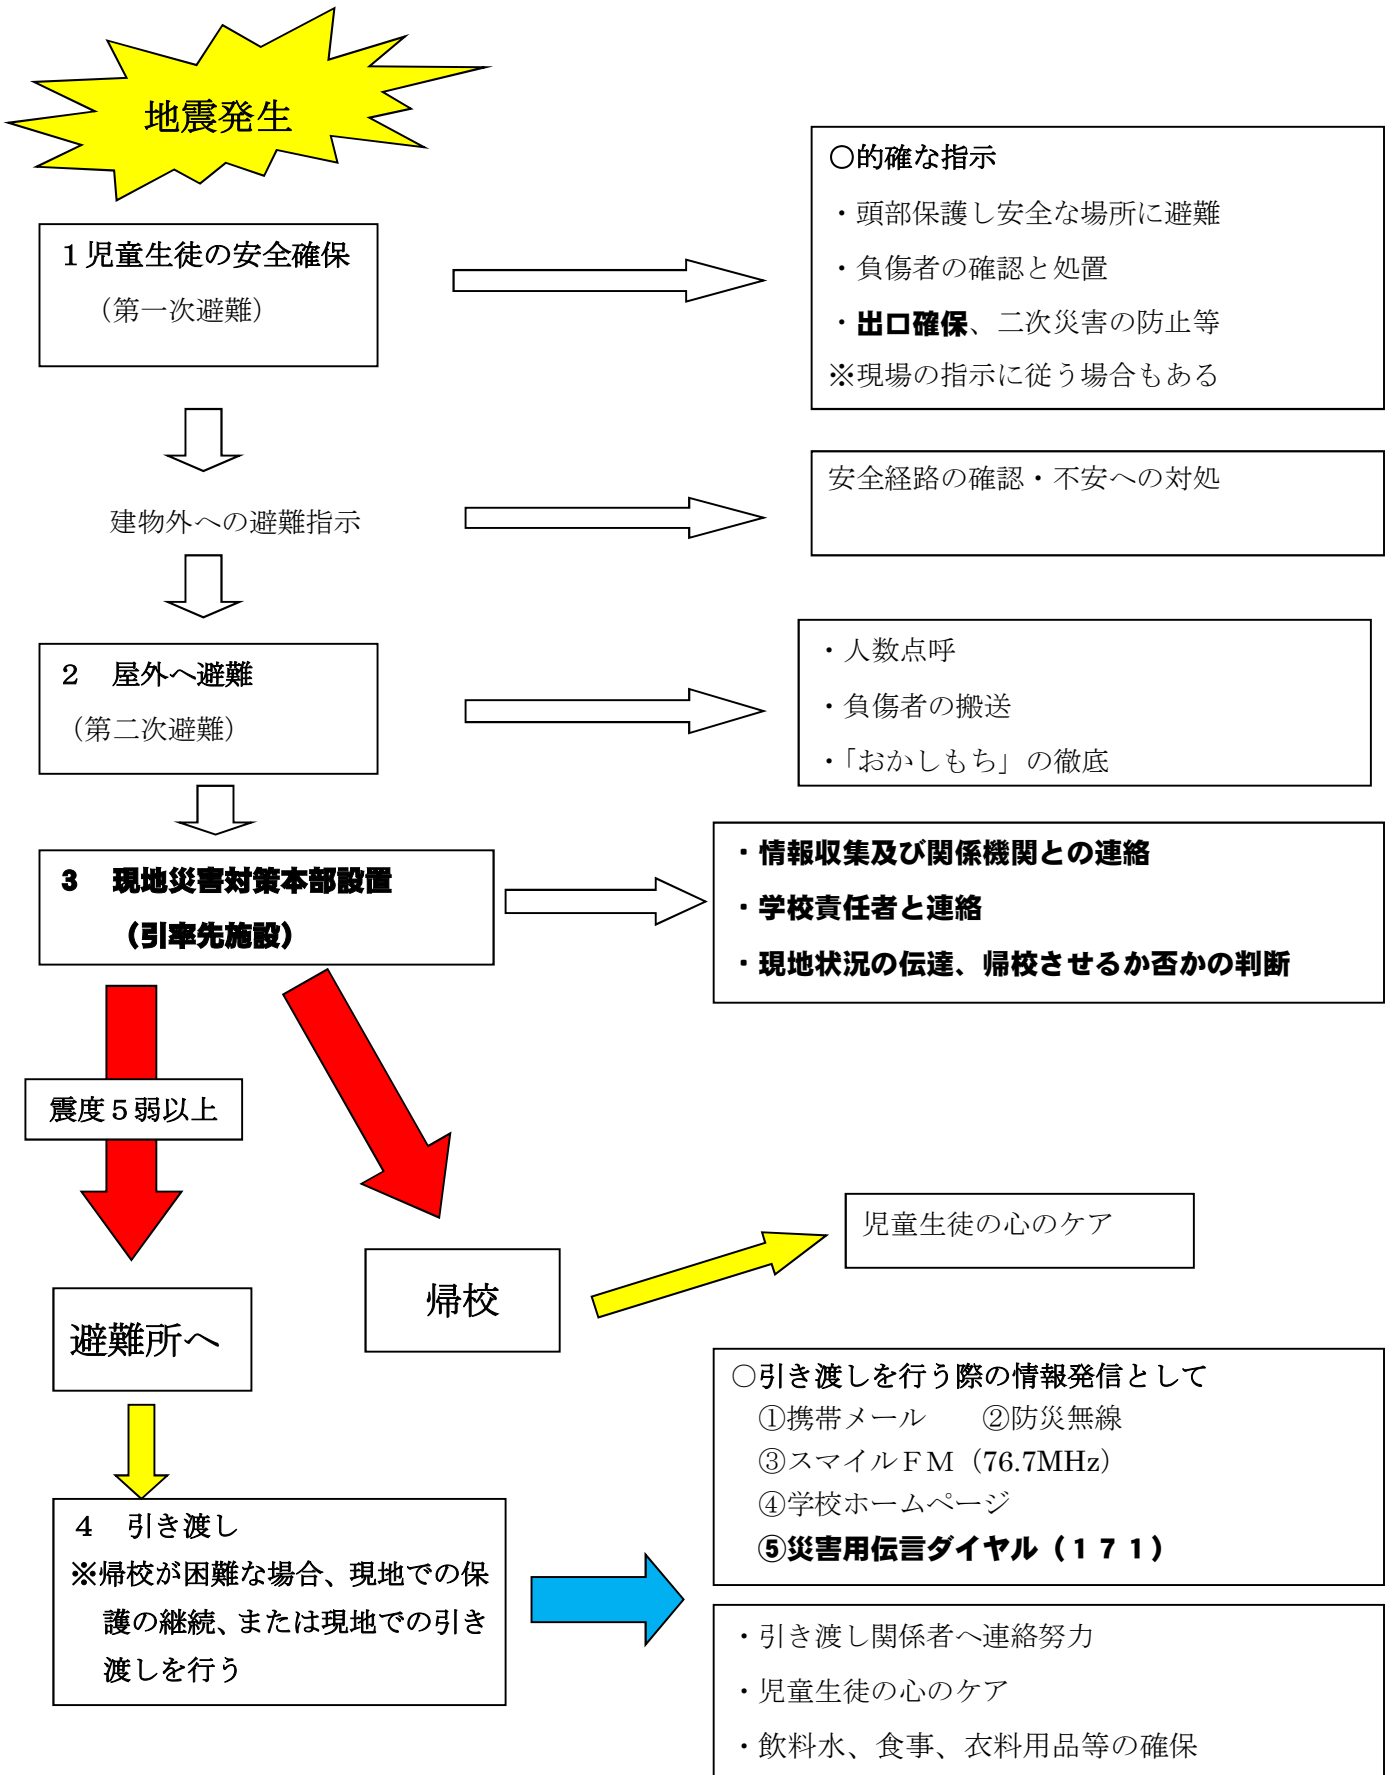 地震発生
１児童生徒の安全確保
（第一次避難）
〇的確な指示
・頭部保護し安全な場所に避難
・負傷者の確認と処置
・出口確保、二次災害の防止等
※現場の指示に従う場合もある
建物外への避難指示
安全経路の確認・不安への対処
２　屋外へ避難
（第二次避難）
・人数点呼
・負傷者の搬送
・「おかしもち」の徹底
３　現地災害対策本部設置
（引率先施設）
・情報収集及び関係機関との連絡
・学校責任者と連絡
・現地状況の伝達、帰校させるか否かの判断
震度５弱以上
帰校
児童生徒の心のケア
避難所へ
４　引き渡し
※帰校が困難な場合、現地での保
護の継続、または現地での引き
渡しを行う
○引き渡しを行う際の情報発信として
①携帯メール　　②防災無線
③スマイルＦＭ（76.7MHz）
④学校ホームページ
⑤災害用伝言ダイヤル（１７１）
・引き渡し関係者へ連絡努力
・児童生徒の心のケア
・飲料水、食事、衣料用品等の確保